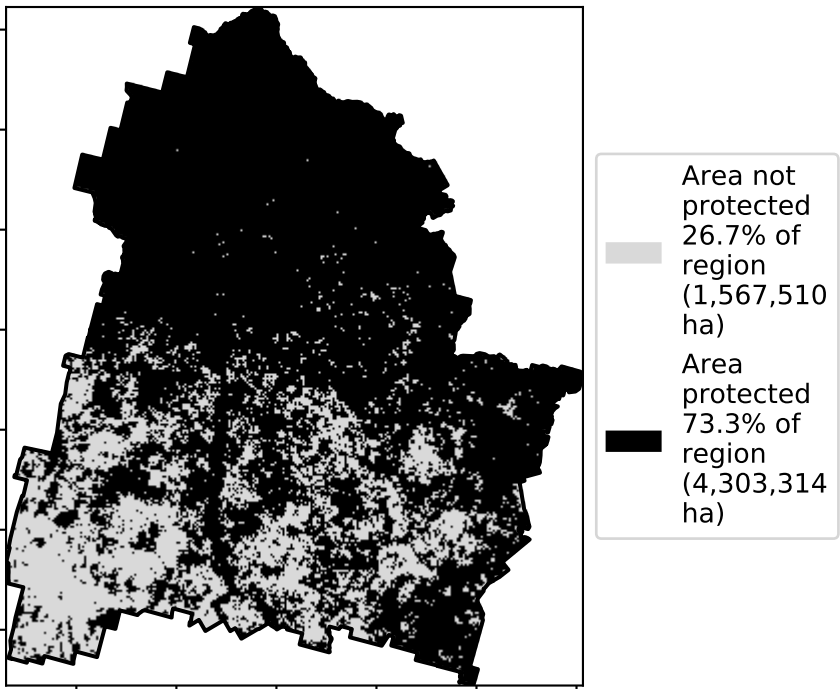 Area not
protected
26.7% of
region
(1,567,510
ha)
Area
protected
73.3% of
region
(4,303,314
ha)